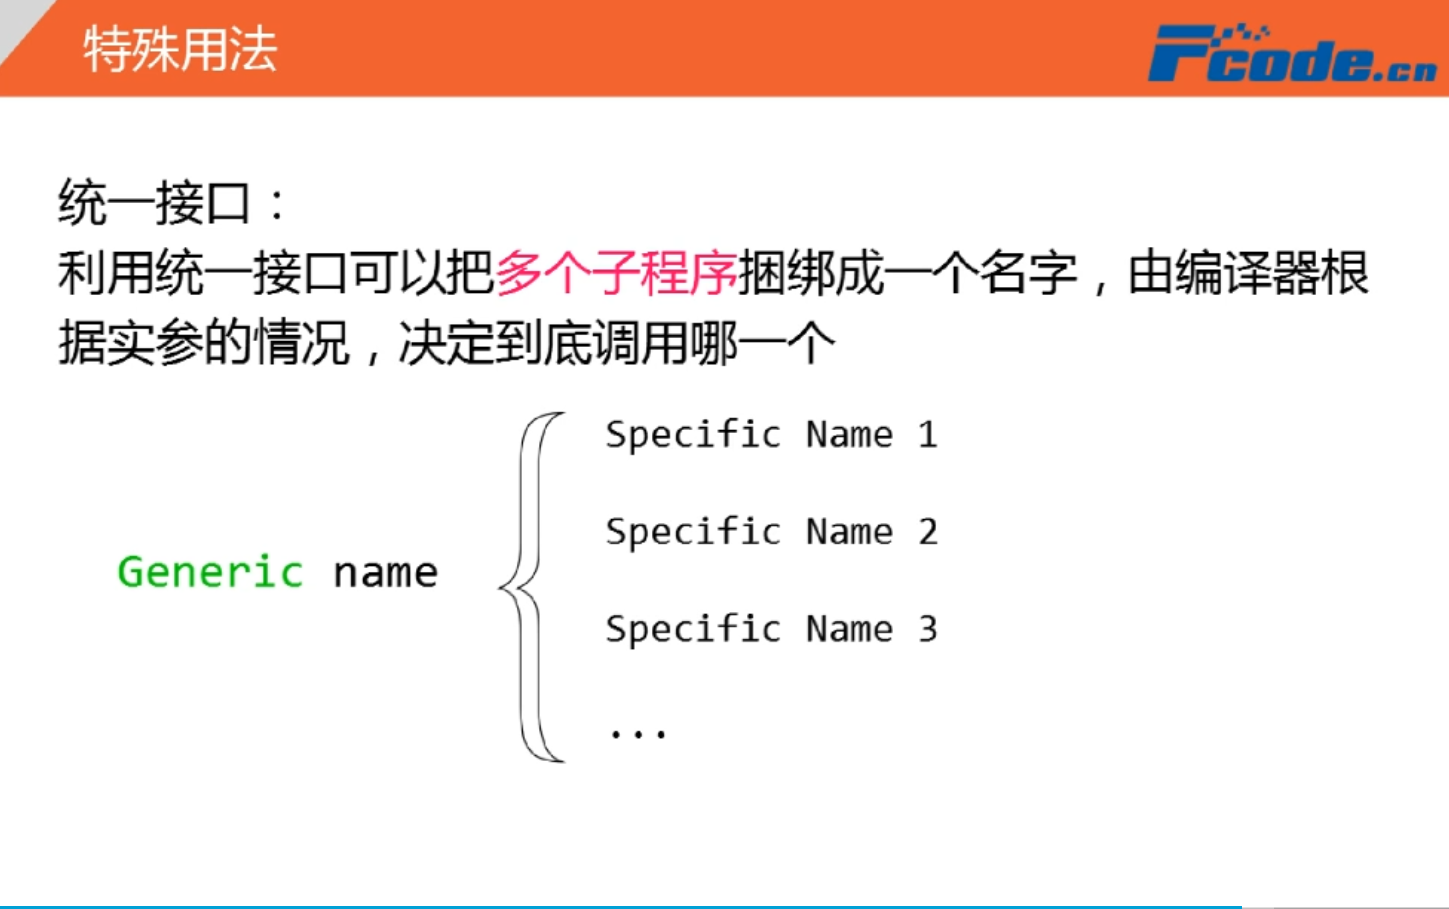 特殊用法
Fcode.cn
统一接口：
利用统一接口可以把多个子程序捆绑成一个名字，由编译器根
据实参的情况，决定到底调用哪一个
Specific Name 1
Specific Name 2
Generic name
Specific Name 3
...